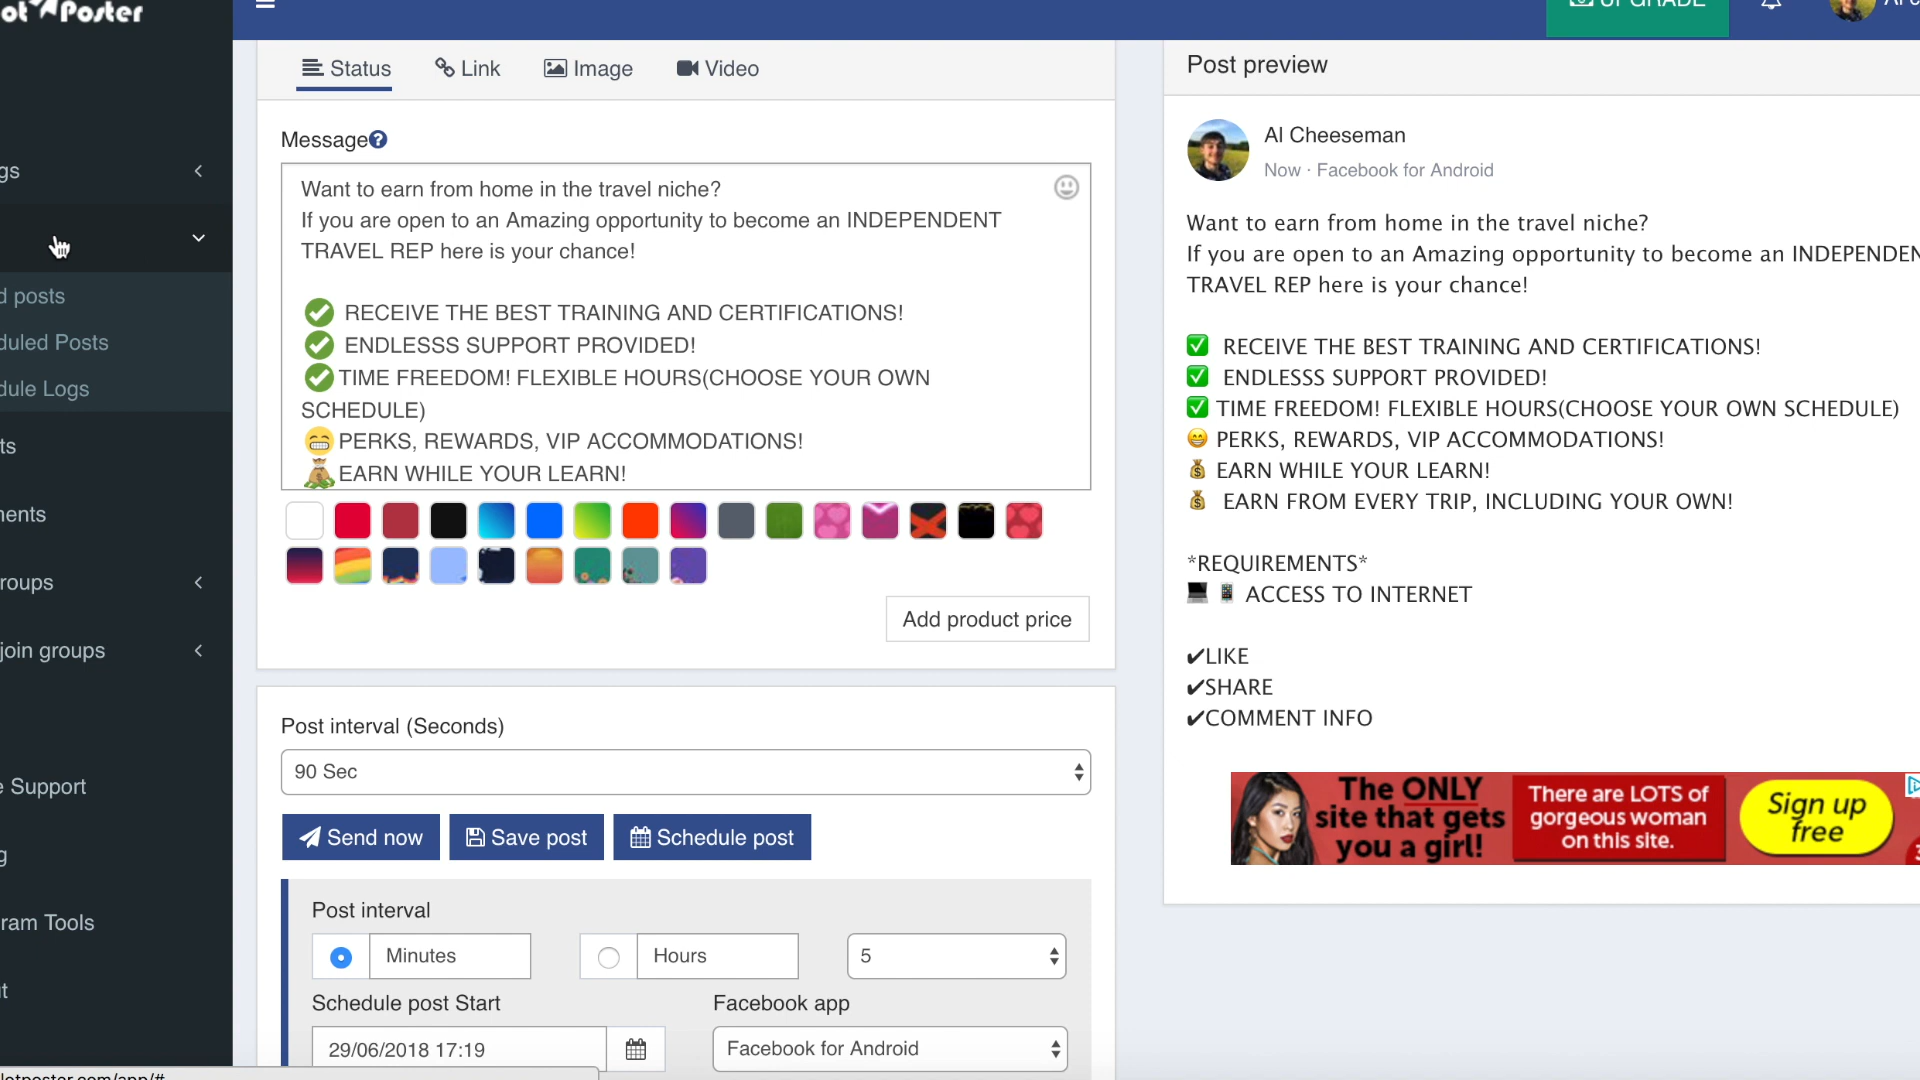 Poster
UPGRADE
Status
Link
Image
Video
Post preview
Message
Want to earn from home in the travel niche?
If you are open to an Amazing opportunity to become an INDEPENDENT
TRAVEL REP here is your chance!
✅ RECEIVE THE BEST TRAINING AND CERTIFICATIONS!
✅ ENDLESSS SUPPORT PROVIDED!
✅ TIME FREEDOM! FLEXIBLE HOURS(CHOOSE YOUR OWN
SCHEDULE)
😁 PERKS, REWARDS, VIP ACCOMMODATIONS!
💰 EARN WHILE YOUR LEARN!
Add product price
Post interval (Seconds)
90 Sec
Send now
Save post
Schedule post
Post interval
Minutes
Hours
5
Schedule post Start
Facebook app
29/06/2018 17:19
Facebook for Android
Al Cheeseman
Now · Facebook for Android
Want to earn from home in the travel niche?
If you are open to an Amazing opportunity to become an INDEPENDEN
TRAVEL REP here is your chance!
✅ RECEIVE THE BEST TRAINING AND CERTIFICATIONS!
✅ ENDLESSS SUPPORT PROVIDED!
✅ TIME FREEDOM! FLEXIBLE HOURS(CHOOSE YOUR OWN SCHEDULE)
😁 PERKS, REWARDS, VIP ACCOMMODATIONS!
💰 EARN WHILE YOUR LEARN!
💰 EARN FROM EVERY TRIP, INCLUDING YOUR OWN!
*REQUIREMENTS*
💻 📱 ACCESS TO INTERNET
✔LIKE
✔SHARE
✔COMMENT INFO
The ONLY
site that gets
you a girl!
There are LOTS of
gorgeous woman
on this site.
Sign up
free
gs
d posts
duled Posts
dule Logs
ts
nents
roups
join groups
e Support
g
ram Tools
t